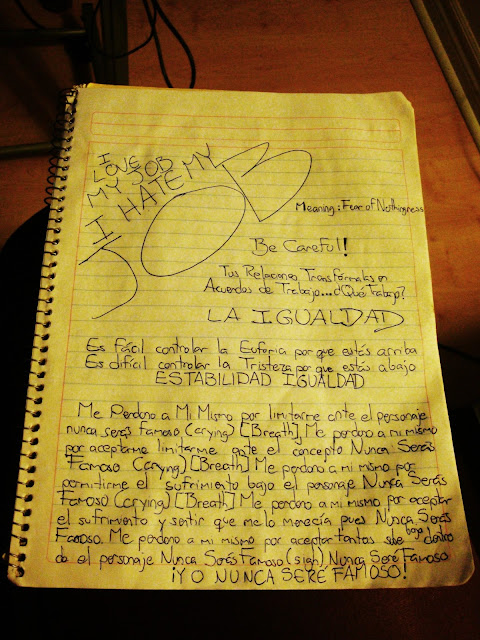 I
LOVE
MY JOB
I HATE MY
JOB
Meaning: Fear of Nothingness
Be Careful!
Tus Relaciones Transfórmalas en
Acuerdos de Trabajo... ¿Qué Trabajo?
LA IGUALDAD
Es fácil controlar la Euforia por que estás arriba
Es difícil controlar la Tristeza por que estás abajo
ESTABILIDAD IGUALDAD
Me Perdono a Mi Mismo por limitarme ante el personaje
nunca serás famoso (crying) [Breath] Me perdono a mi mismo
por aceptarme limitarme ante el concepto Nunca Serás
Famoso (crying) [Breath] Me perdono a mi mismo por
permitirme el sufrimiento bajo el personaje Nunca Serás
Famoso (crying) [Breath] Me perdono a mi mismo por aceptar
el sufrimiento y sentir que me lo merecía pues Nunca Serás
Famoso. Me perdono a mi mismo por aceptar tantos sube baja! dentro
de el personaje Nunca Serás Famoso (sigh) Nunca Seré Famoso
¡YO NUNCA SERÉ FAMOSO!